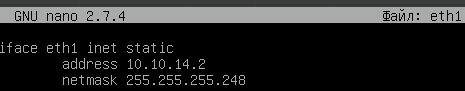 GNU nano 2.7.4 Файл: eth1
iface eth1 inet static
address 10.10.14.2
netmask 255.255.255.248